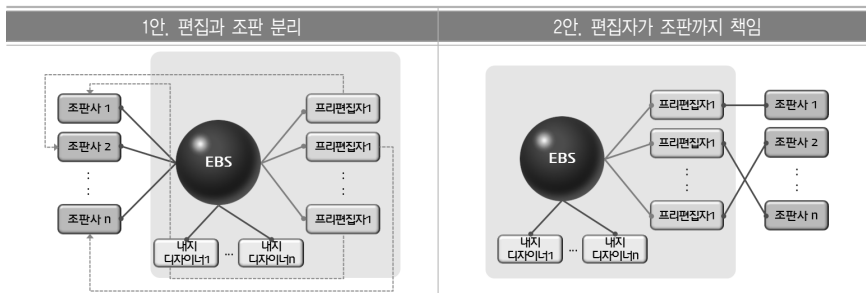 1안. 편집과 조판 분리
2안. 편집자가 조판까지 책임
조판사 1
조판사 2
:
:
조판사 n
EBS
프리편집자1
프리편집자1
:
:
프리편집자1
내지
디자이너1
...
내지
디자이너n
EBS
프리편집자1
프리편집자1
:
:
프리편집자1
조판사 1
조판사 2
:
:
조판사 n
내지
디자이너1
...
내지
디자이너n